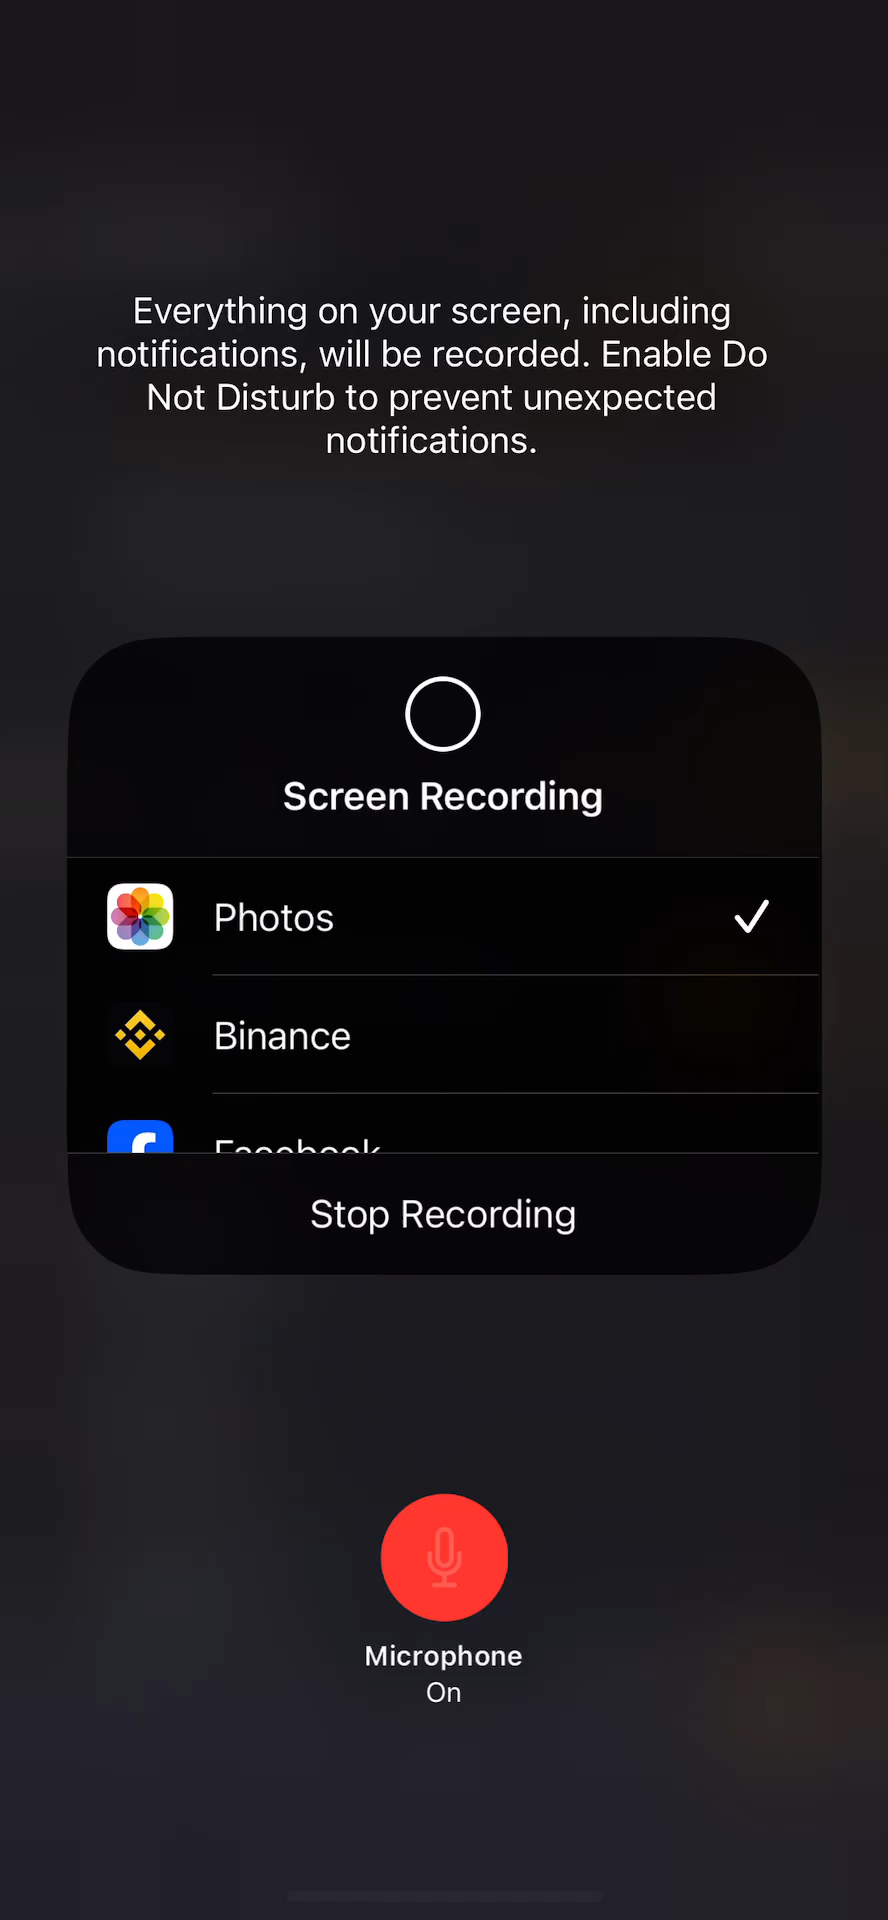 Everything on your screen, including
notifications, will be recorded. Enable Do
Not Disturb to prevent unexpected
notifications.
Screen Recording
Photos
Binance
Facebook
Stop Recording
Microphone
On